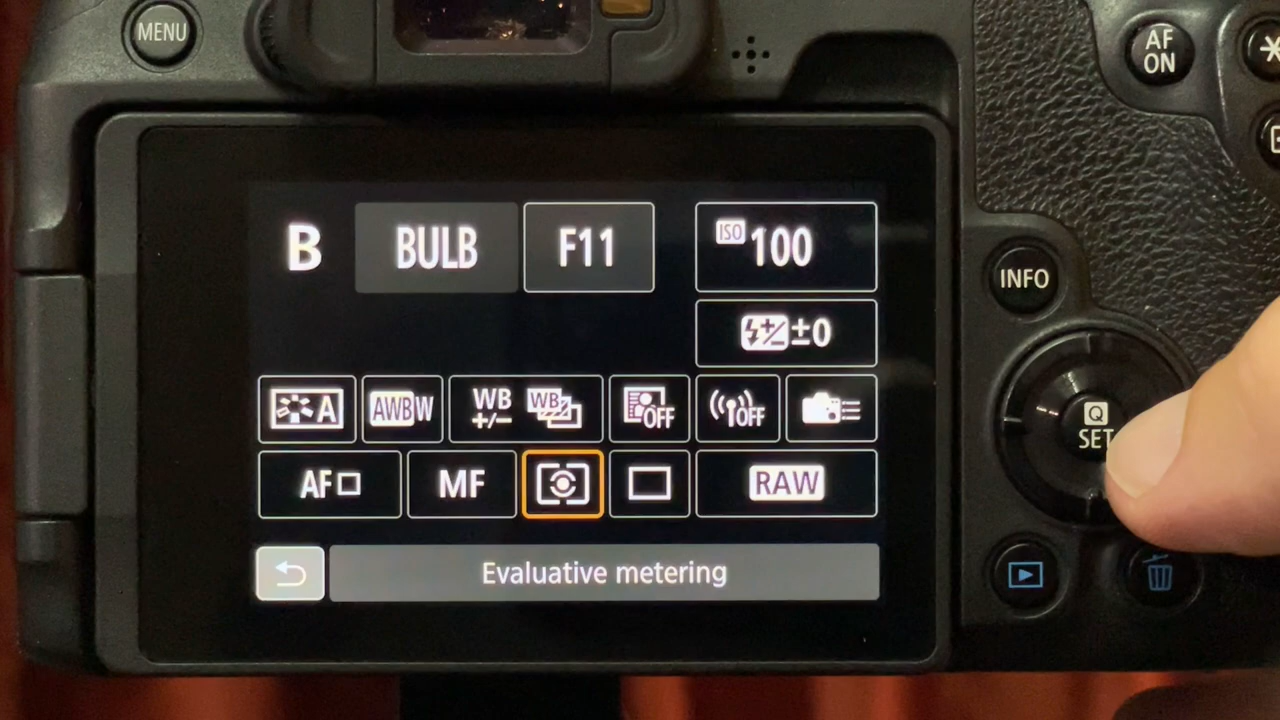 MENU
AF
ON
INFO
B BULB F11 ISO 100
±0
A AWBW WB +/- WB OFF OFF
AF MF RAW
Evaluative metering
Q
SET